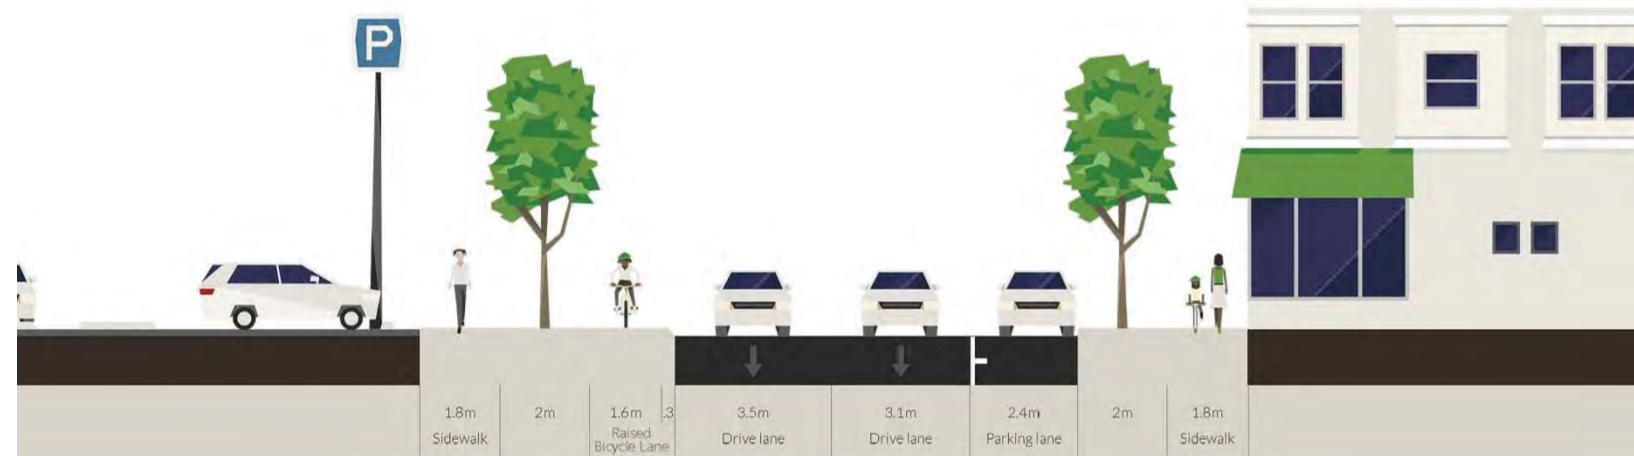 P
1.8m
Sidewalk
2m
1.6m
Raised
Bicycle Lane
.3
3.5m
Drive lane
3.1m
Drive lane
2.4m
Parking lane
2m
1.8m
Sidewalk